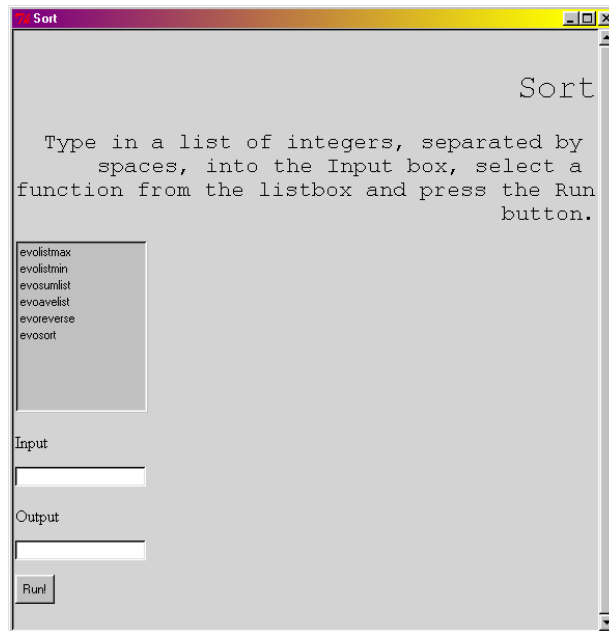 Sort
Sort
Type in a list of integers, separated by
spaces, into the Input box, select a
function from the listbox and press the Run
button.
evolistmax
evolistmin
evosumlist
evoavelist
evoreverse
evosort
Input
Output
Run!